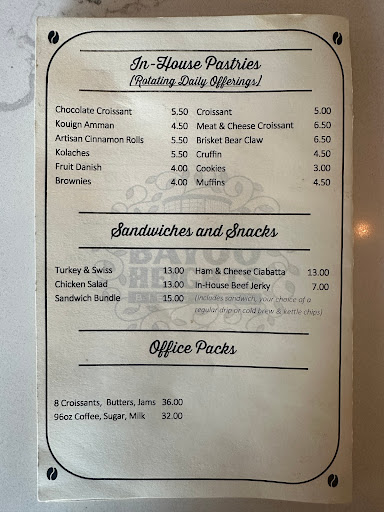 In-House Pastries
[Rotating Daily Offerings]
Chocolate Croissant 5.50 Croissant 5.00
Kouign Amman 4.50 Meat & Cheese Croissant 6.50
Artisan Cinnamon Rolls 5.50 Brisket Bear Claw 6.50
Kolaches 5.50 Cruffin 4.50
Fruit Danish 4.00 Cookies 3.00
Brownies 4.00 Muffins 4.50
Sandwiches and Snacks
BAYOU
HEIGHTS
Turkey & Swiss 13.00 Ham & Cheese Ciabatta 13.00
Chicken Salad 13.00 In-House Beef Jerky 7.00
Sandwich Bundle 15.00 (Includes sandwich, your choice of
regular drip or cold brew & kettle chips)
Office Packs
8 Croissants, Butters, Jams 36.00
96oz Coffee, Sugar, Milk 32.00